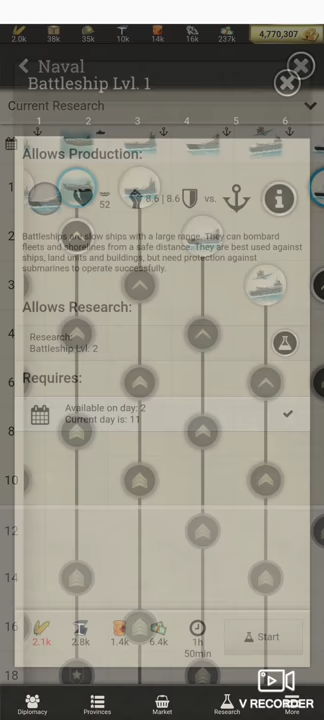 2.0k 38k 35k 10k 14k 16k 237k 4,770,307
Naval
Battleship Lvl. 1
Current Research
1 2 3 4 5 6
Allows Production:
1
52
8.6 | 8.6
vs.
2
Battleships are slow ships with a large range. They can bombard
fleets and shorelines from a safe distance. They are best used against
ships, land units and buildings, but need protection against
submarines to operate successfully.
3
Allows Research:
4
Research:
Battleship Lvl. 2
6
Requires:
Available on day: 2
Current day is: 11
8
10
12
14
16
2.1k 2.8k 1.4k 6.4k 1h
50min
Start
18
Diplomacy Provinces Market Research More
V RECORDER